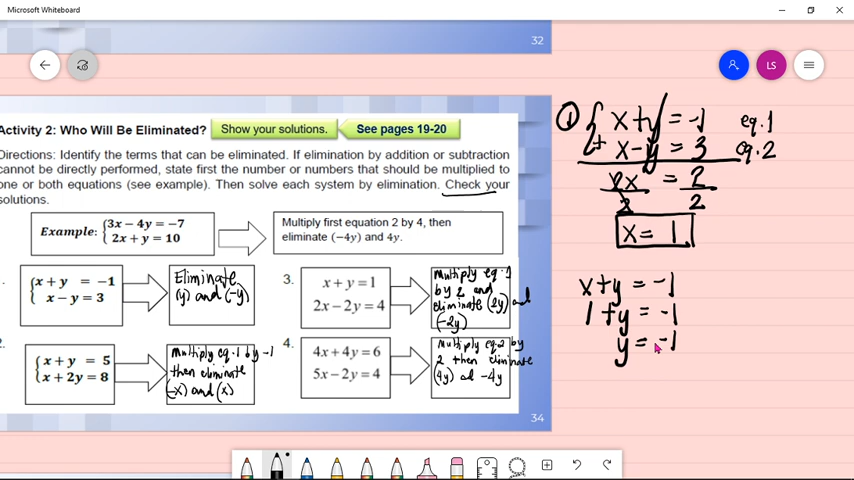 Microsoft Whiteboard
32
LS
Activity 2: Who Will Be Eliminated?
Show your solutions.
See pages 19-20
Directions: Identify the terms that can be eliminated. If elimination by addition or subtraction
cannot be directly performed, state first the number or numbers that should be multiplied to
one or both equations (see example). Then solve each system by elimination. Check your
solutions.
Example: {3x − 4y = −7
2x + y = 10
Multiply first equation 2 by 4, then
eliminate (−4y) and 4y.
{x + y = −1
x − y = 3
Eliminate
(y) and (-y)
3.
x + y = 1
2x − 2y = 4
Multiply eq.1
by 2 and
eliminate (2y) and
(-2y)
{x + y = 5
x + 2y = 8
Multiply eq.1 by -1
then eliminate
(-x) and (x)
4.
4x + 4y = 6
5x − 2y = 4
Multiply eq.2 by
2 then eliminate
(4y) and -4y
34
① { x+y = -1 eq.1
+ x-y = 3 eq.2
2x = 2
2 2
x = 1
x+y = -1
1+y = -1
y = -1